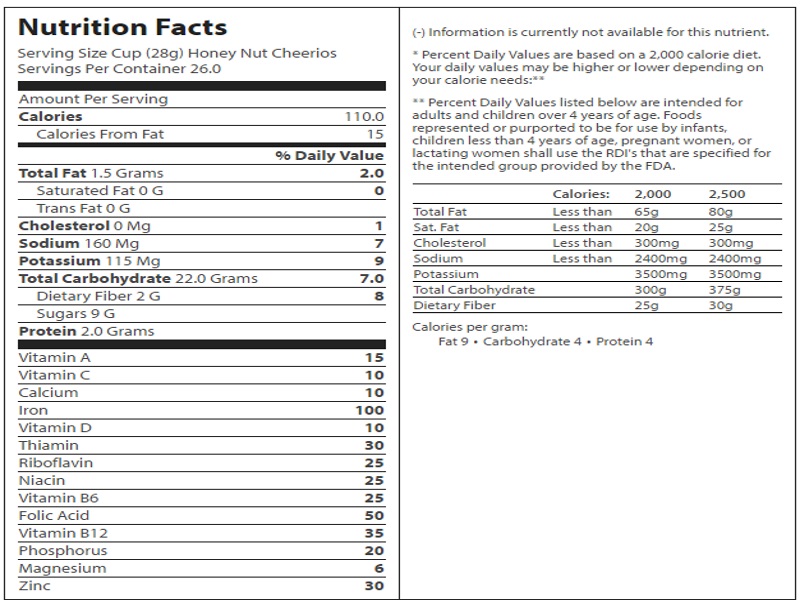 Nutrition Facts
Serving Size Cup (28g) Honey Nut Cheerios
Servings Per Container 26.0
Amount Per Serving
Calories 110.0
Calories From Fat 15
% Daily Value
Total Fat 1.5 Grams 2.0
Saturated Fat 0 G 0
Trans Fat 0 G
Cholesterol 0 Mg 1
Sodium 160 Mg 7
Potassium 115 Mg 9
Total Carbohydrate 22.0 Grams 7.0
Dietary Fiber 2 G 8
Sugars 9 G
Protein 2.0 Grams
Vitamin A 15
Vitamin C 10
Calcium 10
Iron 100
Vitamin D 10
Thiamin 30
Riboflavin 25
Niacin 25
Vitamin B6 25
Folic Acid 50
Vitamin B12 35
Phosphorus 20
Magnesium 6
Zinc 30
(-) Information is currently not available for this nutrient.
* Percent Daily Values are based on a 2,000 calorie diet.
Your daily values may be higher or lower depending on
your calorie needs:**
** Percent Daily Values listed below are intended for
adults and children over 4 years of age. Foods
represented or purported to be for use by infants,
children less than 4 years of age, pregnant women, or
lactating women shall use the RDI's that are specified for
the intended group provided by the FDA.
Calories: 2,000 2,500
Total Fat Less than 65g 80g
Sat. Fat Less than 20g 25g
Cholesterol Less than 300mg 300mg
Sodium Less than 2400mg 2400mg
Potassium 3500mg 3500mg
Total Carbohydrate 300g 375g
Dietary Fiber 25g 30g
Calories per gram:
Fat 9 • Carbohydrate 4 • Protein 4